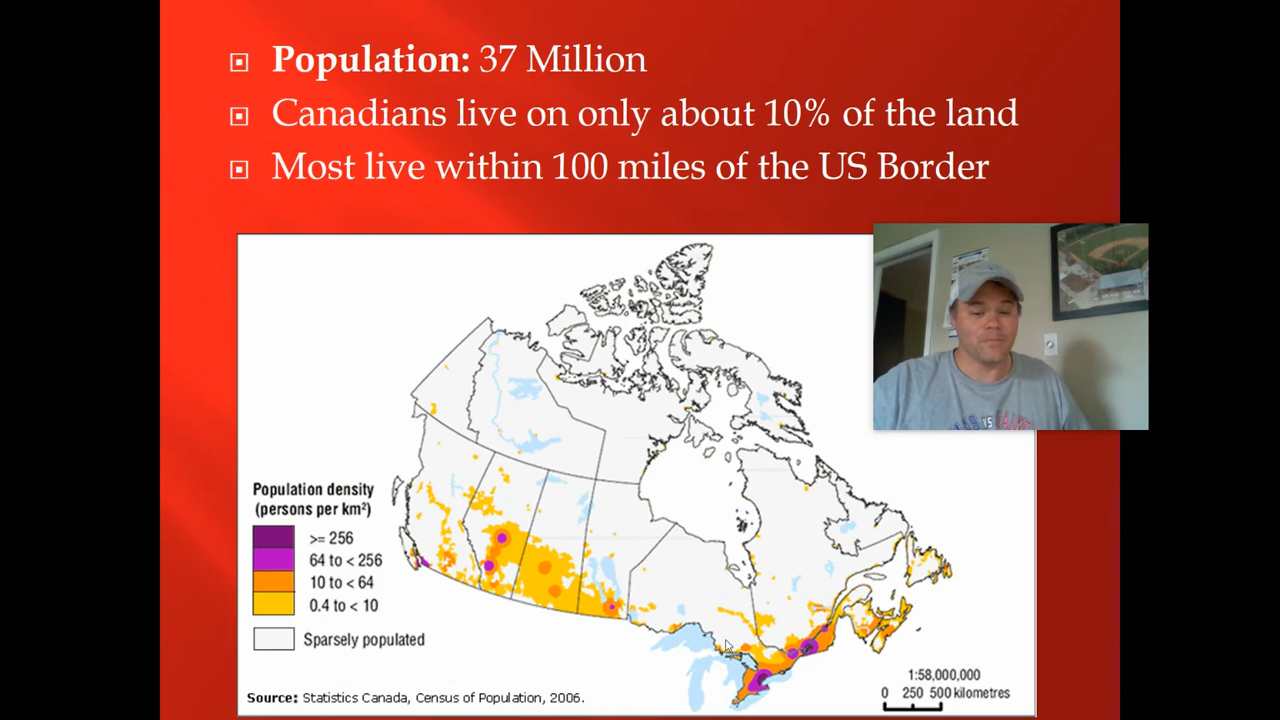 Population: 37 Million
Canadians live on only about 10% of the land
Most live within 100 miles of the US Border
Population density
(persons per km²)
>= 256
64 to < 256
10 to < 64
0.4 to < 10
Sparsely populated
1:58,000,000
0 250 500 kilometres
Source: Statistics Canada, Census of Population, 2006.
VS